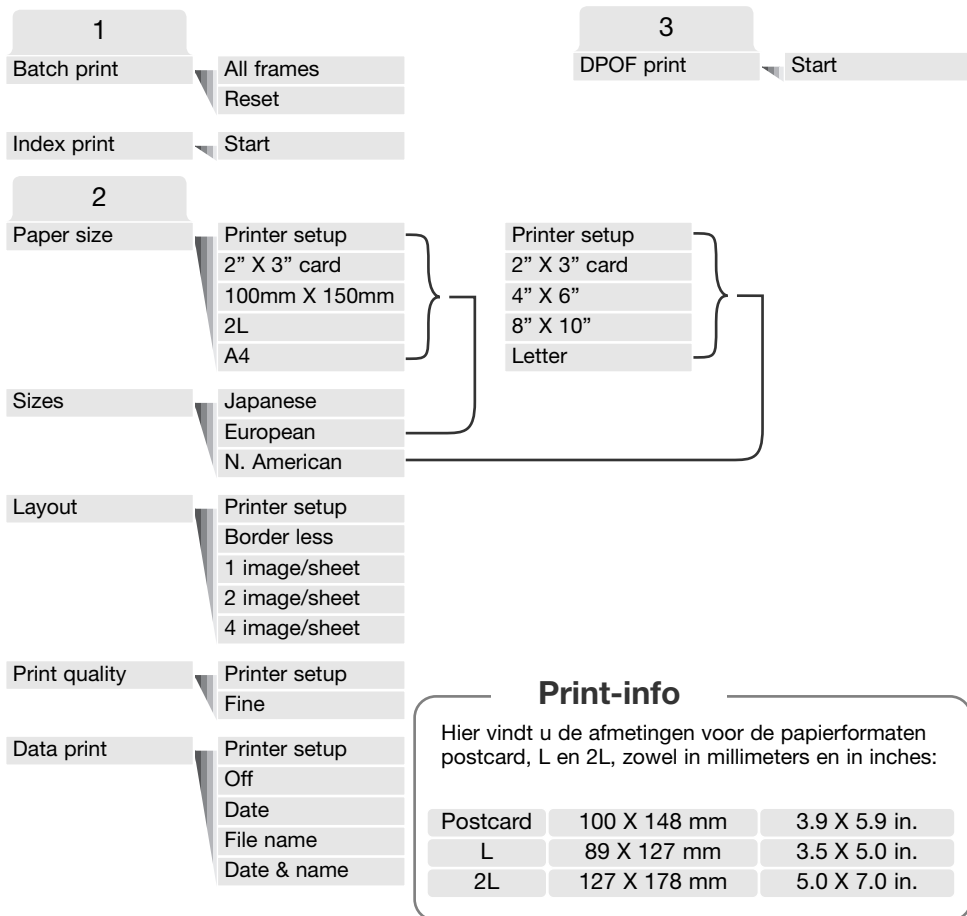 1
Batch print
All frames
Reset
Index print
Start
3
DPOF print
Start
2
Paper size
Printer setup
2” X 3” card
100mm X 150mm
2L
A4
Printer setup
2” X 3” card
4” X 6”
8” X 10”
Letter
Sizes
Japanese
European
N. American
Layout
Printer setup
Border less
1 image/sheet
2 image/sheet
4 image/sheet
Print quality
Printer setup
Fine
Data print
Printer setup
Off
Date
File name
Date & name
Print-info
Hier vindt u de afmetingen voor de papierformaten
postcard, L en 2L, zowel in millimeters en in inches:
Postcard 100 X 148 mm 3.9 X 5.9 in.
L 89 X 127 mm 3.5 X 5.0 in.
2L 127 X 178 mm 5.0 X 7.0 in.